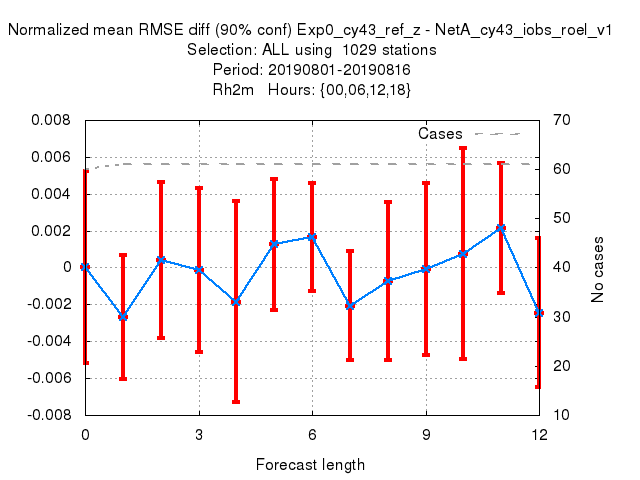 Normalized mean RMSE diff (90% conf) Exp0_cy43_ref_z - NetA_cy43_iobs_roel_v1
Selection: ALL using  1029 stations
Period: 20190801-20190816
Rh2m   Hours: {00,06,12,18}
Cases
0.008
0.006
0.004
0.002
0
-0.002
-0.004
-0.006
-0.008
70
60
50
40
30
20
10
No cases
0 3 6 9 12
Forecast length